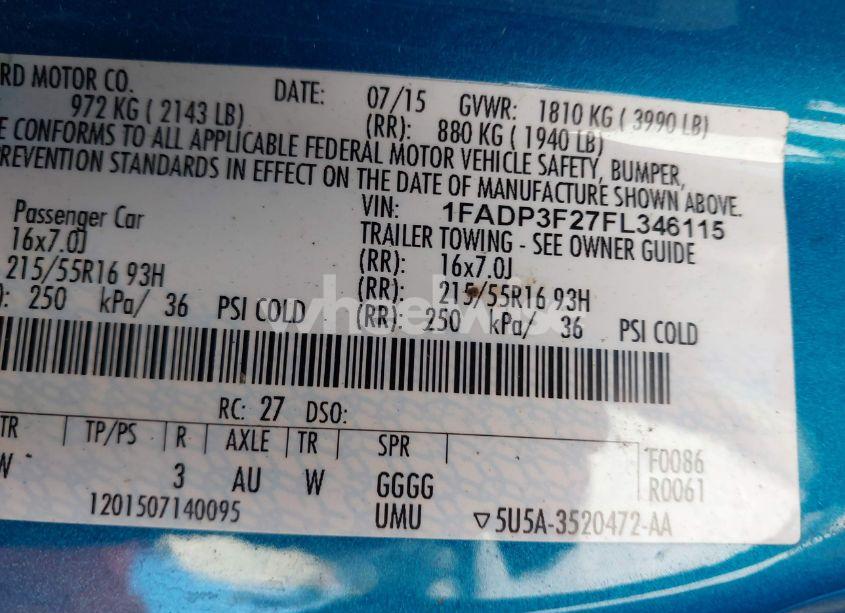 RD MOTOR CO. DATE: 07/15 GVWR: 1810 KG ( 3990 LB)
972 KG ( 2143 LB) (RR): 880 KG ( 1940 LB)
E CONFORMS TO ALL APPLICABLE FEDERAL MOTOR VEHICLE SAFETY, BUMPER,
REVENTION STANDARDS IN EFFECT ON THE DATE OF MANUFACTURE SHOWN ABOVE.
VIN: 1FADP3F27FL346115
Passenger Car TRAILER TOWING - SEE OWNER GUIDE
16x7.0J (RR): 16x7.0J
215/55R16 93H (RR): 215/55R16 93H
): 250 kPa/ 36 PSI COLD (RR): 250 kPa/ 36 PSI COLD
RC: 27 DSO:
TR TP/PS R AXLE TR SPR F0086
W 3 AU W GGGG R0061
1201507140095 UMU ▽5U5A-3520472-AA